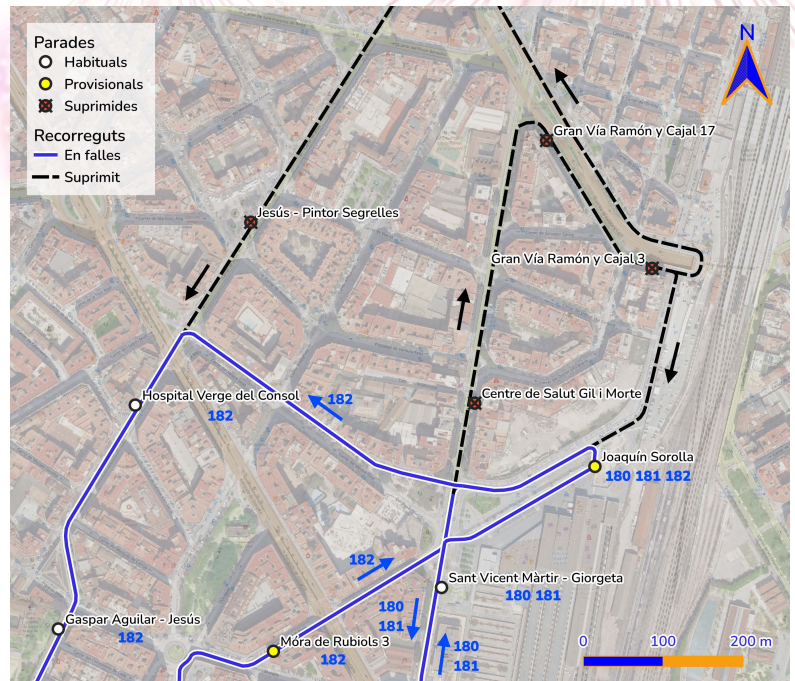 Parades
Habituals
Provisionals
Suprimides
Recorreguts
En falles
Suprimit
N
Gran Vía Ramón y Cajal 17
Jesús - Pintor Segrelles
Gran Vía Ramón y Cajal 3
Centre de Salut Gil i Morte
Hospital Verge del Consol
182
182
Joaquín Sorolla
180 181 182
182
Sant Vicent Màrtir - Giorgeta
180 181
180
181
Gaspar Aguilar - Jesús
182
Móra de Rubiols 3
182
180
181
0 100 200 m